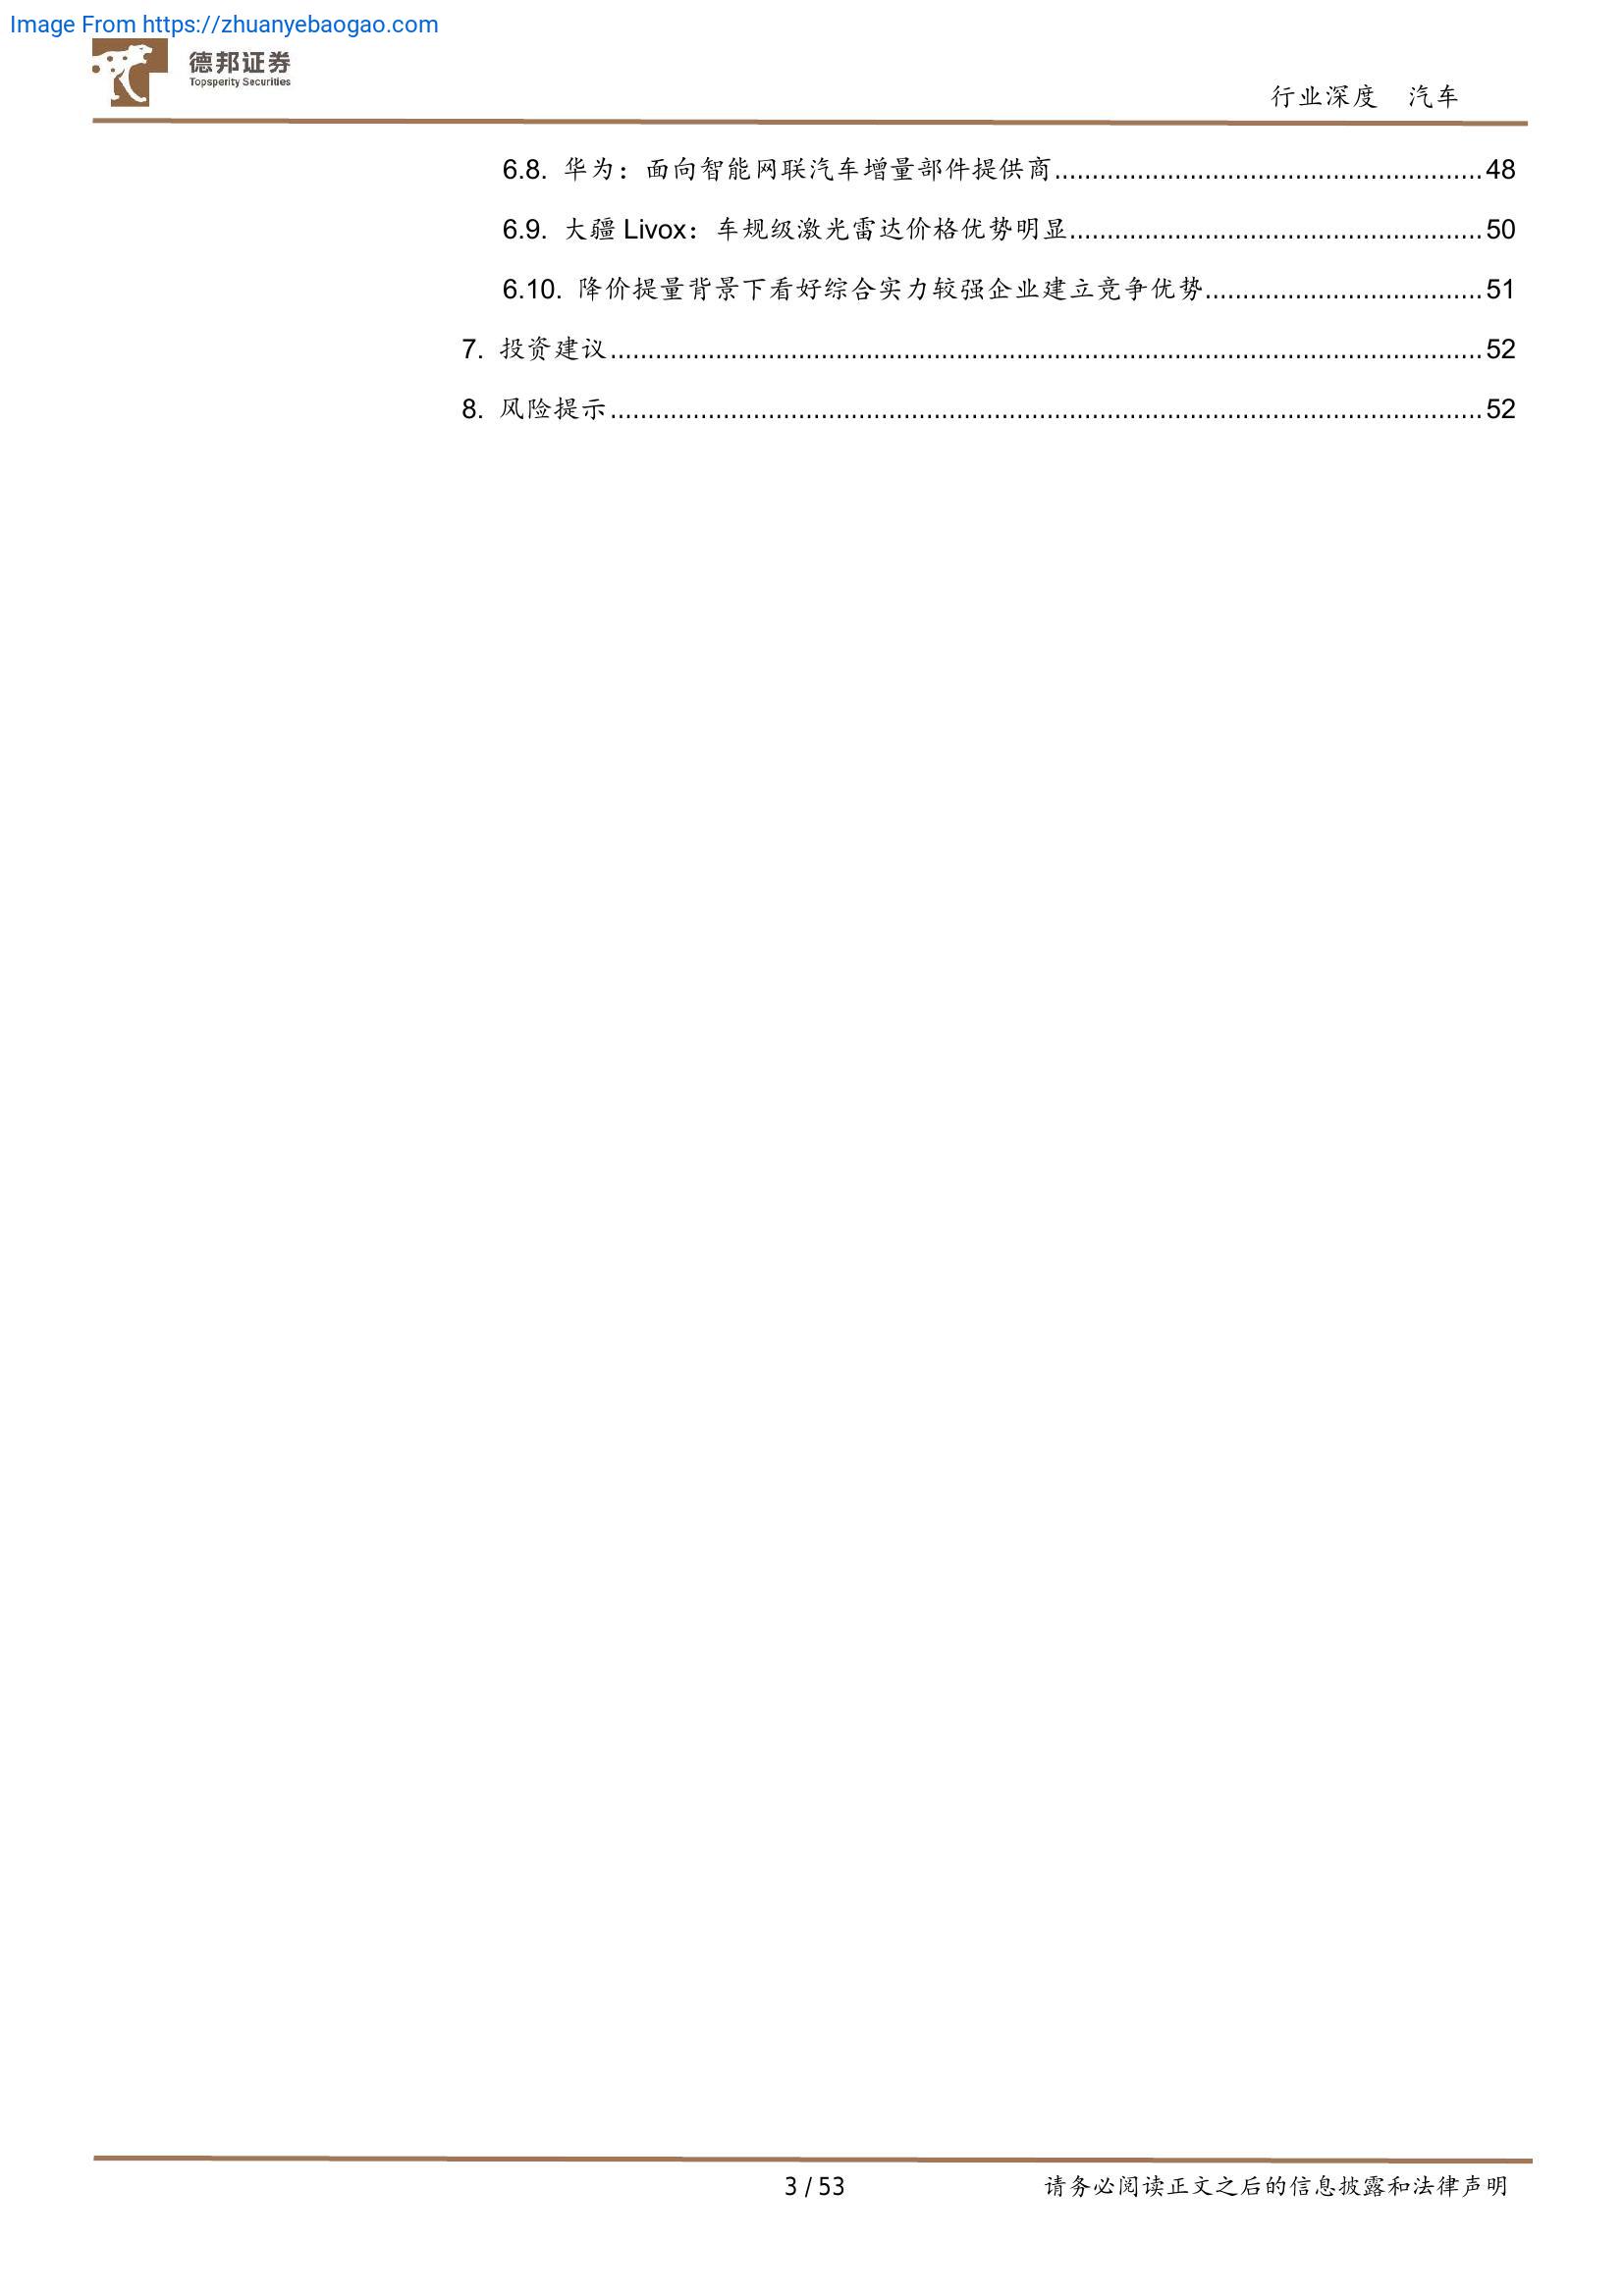 Image From https://zhuanyebaogao.com
德邦证券
Topsperity Securities
行业深度 汽车
6.8. 华为：面向智能网联汽车增量部件提供商........................................................48
6.9. 大疆 Livox：车规级激光雷达价格优势明显......................................................50
6.10. 降价提量背景下看好综合实力较强企业建立竞争优势....................................51
7. 投资建议...................................................................................................................52
8. 风险提示...................................................................................................................52
3 / 53
请务必阅读正文之后的信息披露和法律声明